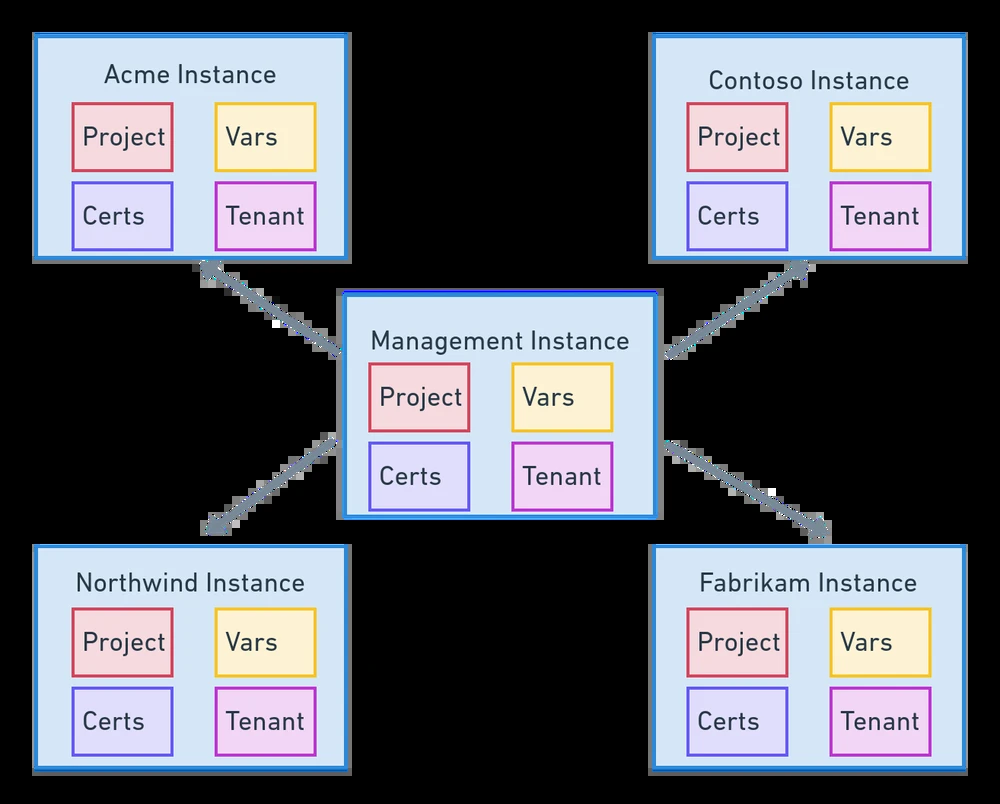 Acme Instance
Project
Vars
Certs
Tenant
Contoso Instance
Project
Vars
Certs
Tenant
Management Instance
Project
Vars
Certs
Tenant
Northwind Instance
Project
Vars
Certs
Tenant
Fabrikam Instance
Project
Vars
Certs
Tenant